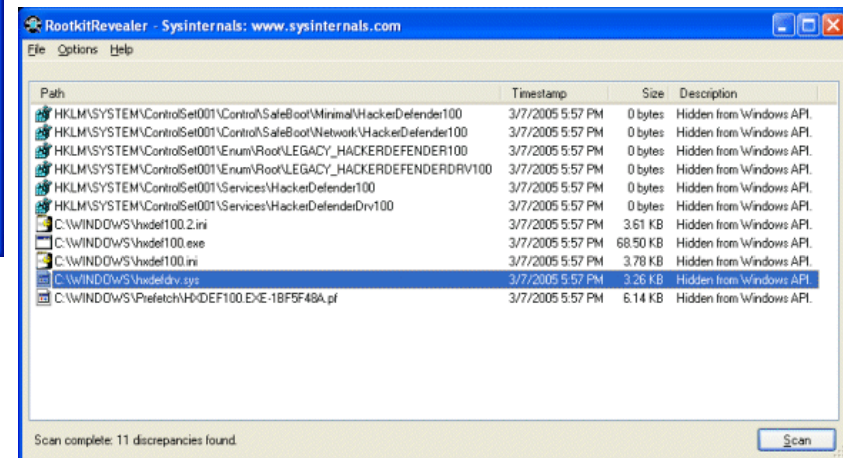 RootkitRevealer - Sysinternals: www.sysinternals.com
File Options Help
Path Timestamp Size Description
HKLM\SYSTEM\ControlSet001\Control\SafeBoot\Minimal\HackerDefender100 3/7/2005 5:57 PM 0 bytes Hidden from Windows API.
HKLM\SYSTEM\ControlSet001\Control\SafeBoot\Network\HackerDefender100 3/7/2005 5:57 PM 0 bytes Hidden from Windows API.
HKLM\SYSTEM\ControlSet001\Enum\Root\LEGACY_HACKERDEFENDER100 3/7/2005 5:57 PM 0 bytes Hidden from Windows API.
HKLM\SYSTEM\ControlSet001\Enum\Root\LEGACY_HACKERDEFENDERDRV100 3/7/2005 5:57 PM 0 bytes Hidden from Windows API.
HKLM\SYSTEM\ControlSet001\Services\HackerDefender100 3/7/2005 5:57 PM 0 bytes Hidden from Windows API.
HKLM\SYSTEM\ControlSet001\Services\HackerDefenderDrv100 3/7/2005 5:57 PM 0 bytes Hidden from Windows API.
C:\WINDOWS\hxdef100.2.ini 3/7/2005 5:57 PM 3.61 KB Hidden from Windows API.
C:\WINDOWS\hxdef100.exe 3/7/2005 5:57 PM 68.50 KB Hidden from Windows API.
C:\WINDOWS\hxdef100.ini 3/7/2005 5:57 PM 3.78 KB Hidden from Windows API.
C:\WINDOWS\hxdefdrv.sys 3/7/2005 5:57 PM 3.26 KB Hidden from Windows API.
C:\WINDOWS\Prefetch\HXDEF100.EXE-1BF5F48A.pf 3/7/2005 5:57 PM 6.14 KB Hidden from Windows API.
Scan complete: 11 discrepancies found. Scan